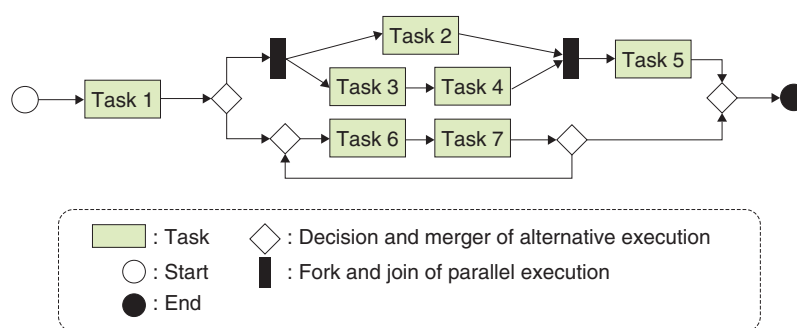 Task 2
Task 5
Task 1
Task 3
Task 4
Task 6
Task 7
: Task
: Decision and merger of alternative execution
: Start
: Fork and join of parallel execution
: End